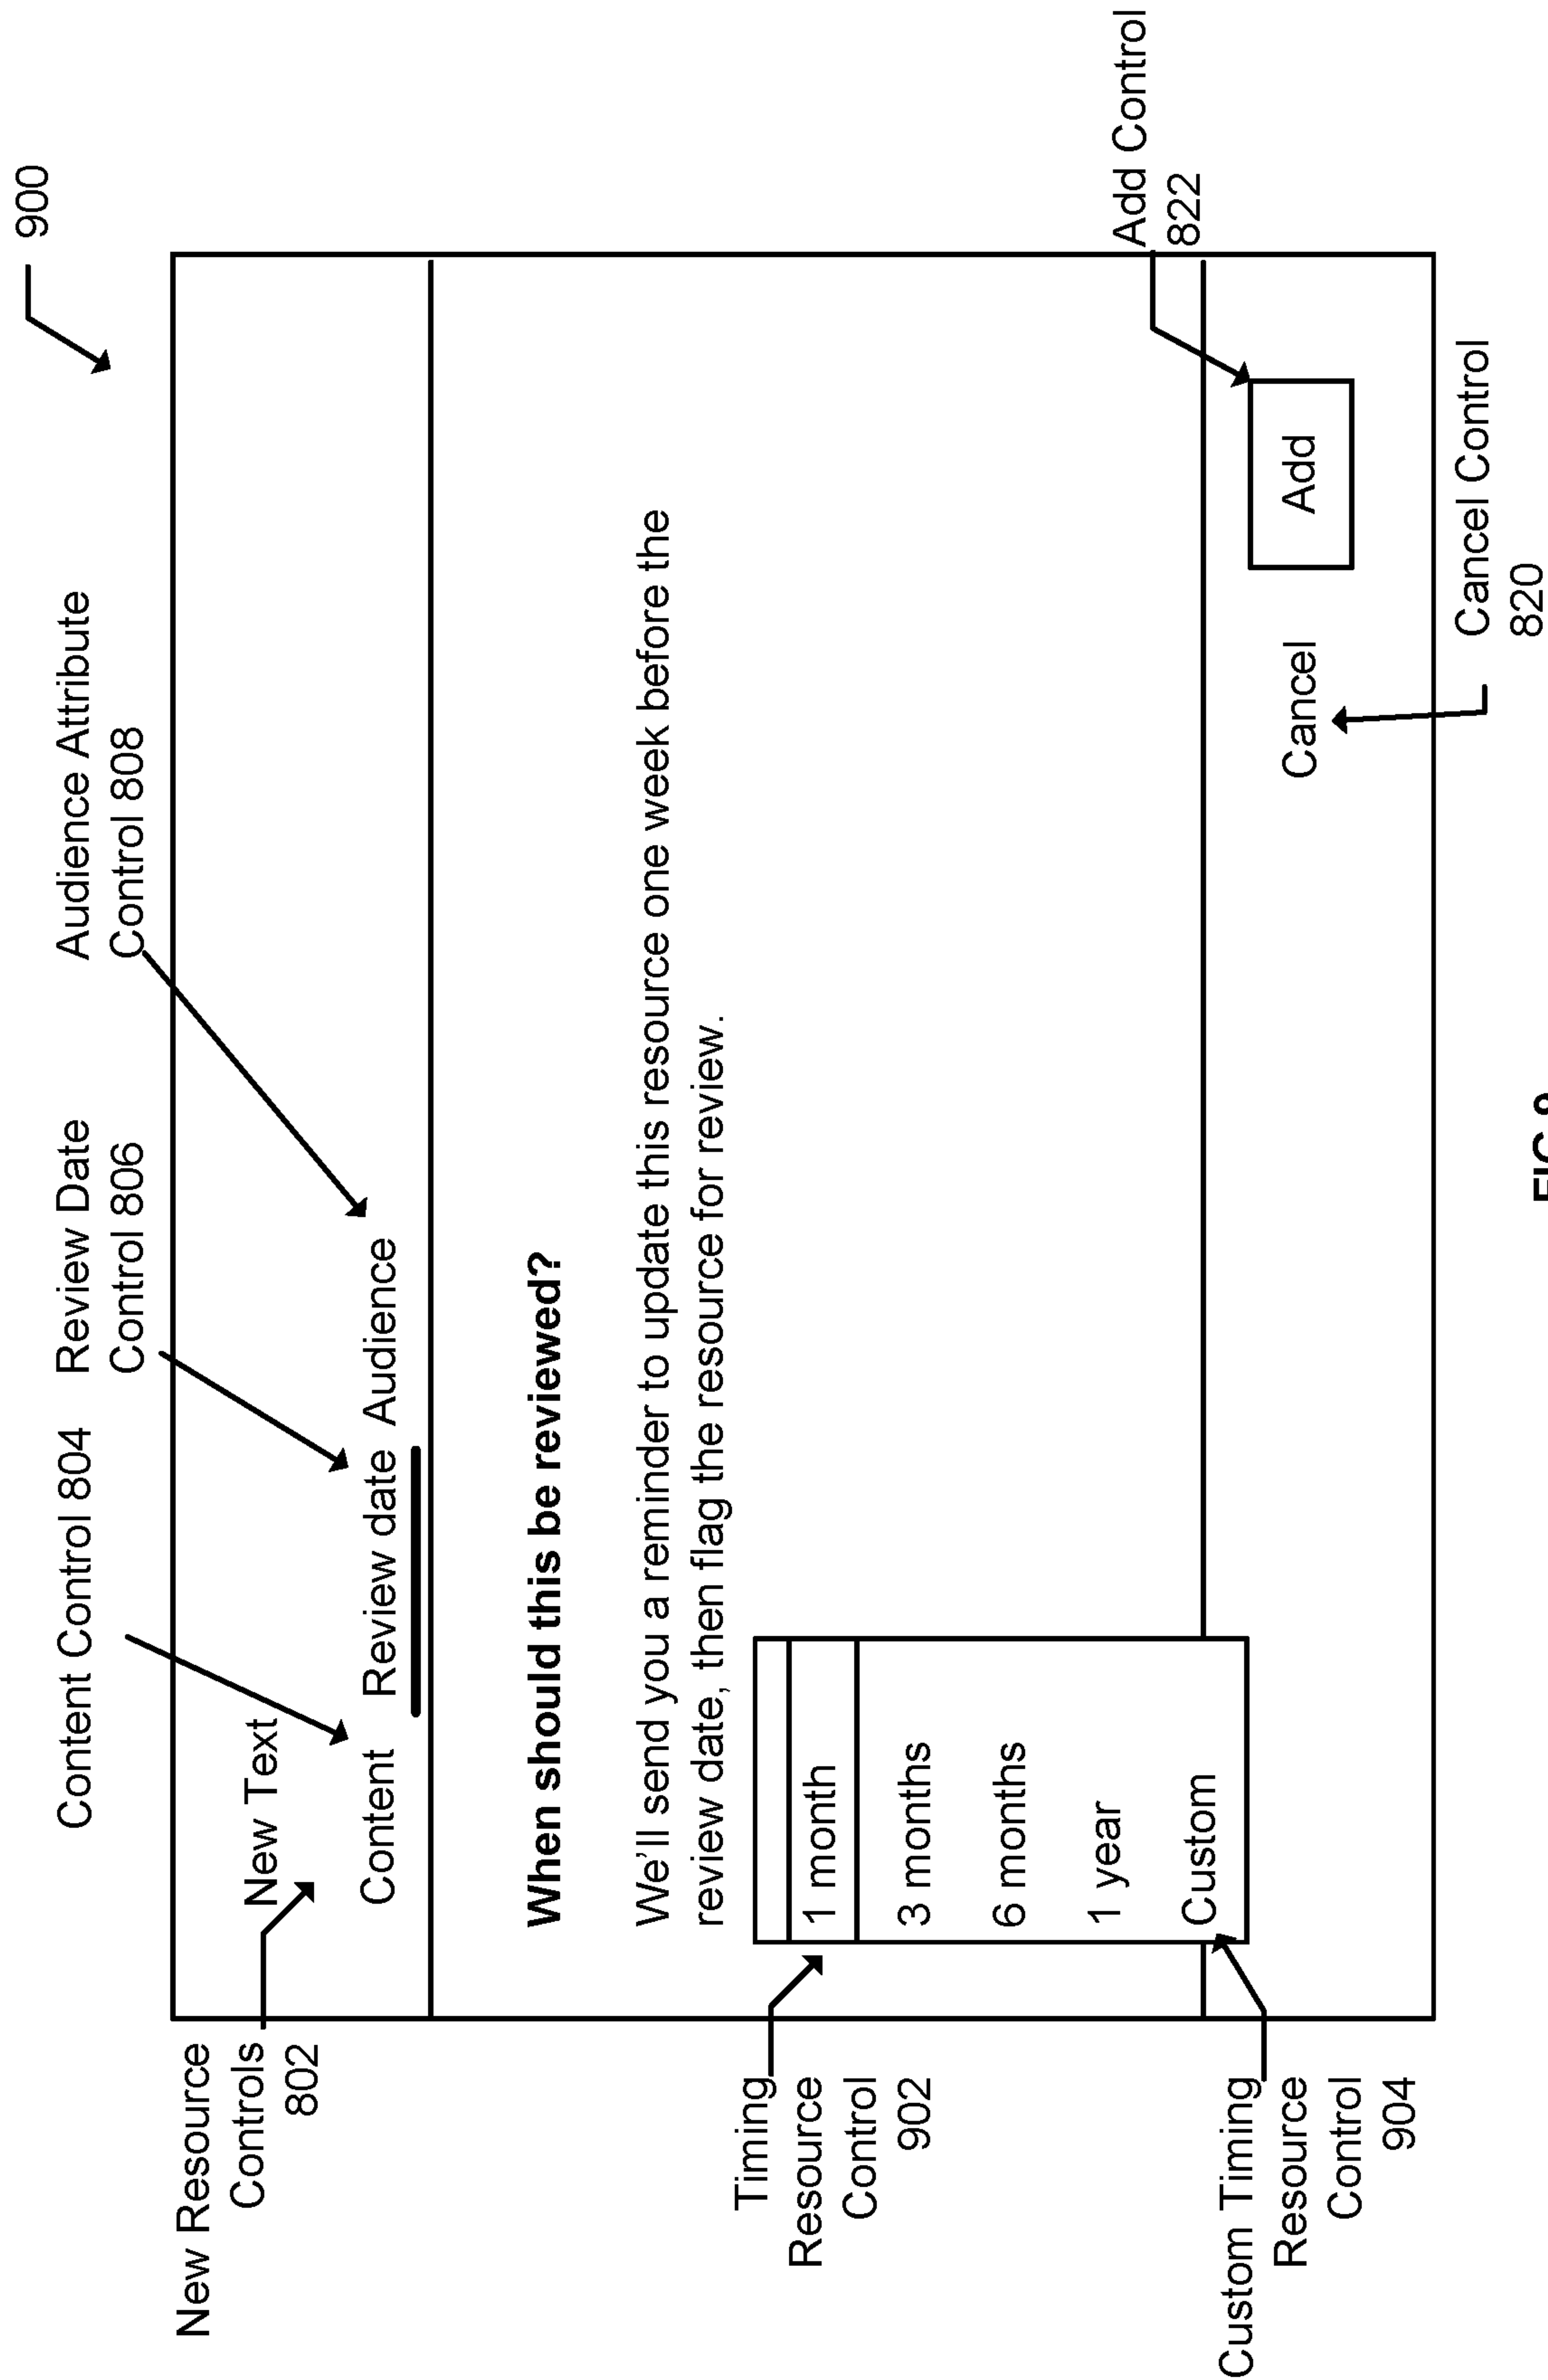 900
Content Control 804
Review Date
Control 806
Audience Attribute
Control 808
New Resource
Controls
802
New Text
Content
Review date
Audience
When should this be reviewed?
We'll send you a reminder to update this resource one week before the
review date, then flag the resource for review.
Timing
Resource
Control
902
1 month
3 months
6 months
1 year
Custom
Custom Timing
Resource
Control
904
Add Control
822
Cancel
Add
Cancel Control
820
FIG